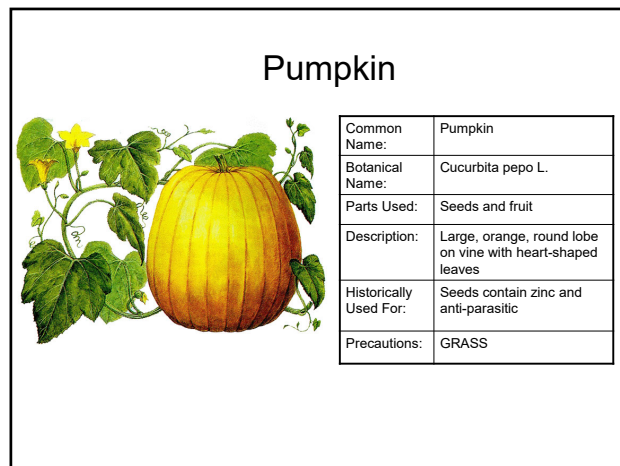 Pumpkin
Common Name: Pumpkin
Botanical Name: Cucurbita pepo L.
Parts Used: Seeds and fruit
Description: Large, orange, round lobe on vine with heart-shaped leaves
Historically Used For: Seeds contain zinc and anti-parasitic
Precautions: GRASS